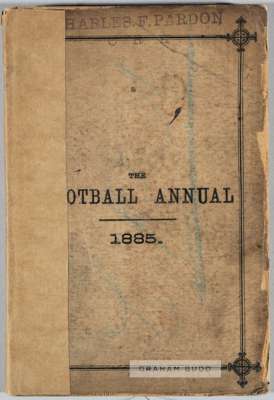 HARLES.F.PARDON
THE
OTBALL ANNUAL
1885.
GRAHAM BUDD